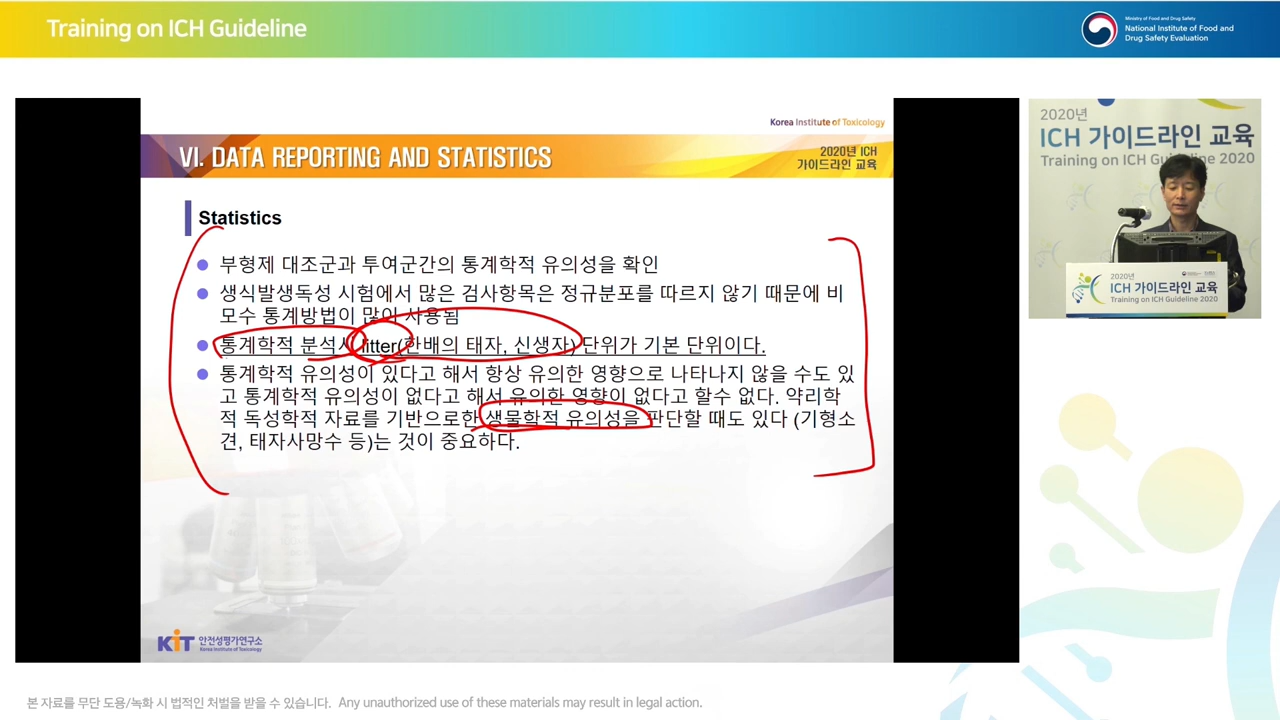 Training on ICH Guideline
Ministry of Food and Drug Safety
National Institute of Food and
Drug Safety Evaluation
Korea Institute of Toxicology
VI. DATA REPORTING AND STATISTICS
2020년 ICH
가이드라인 교육
Statistics
부형제 대조군과 투여군간의 통계학적 유의성을 확인
생식발생독성 시험에서 많은 검사항목은 정규분포를 따르지 않기 때문에 비
모수 통계방법이 많이 사용됨
통계학적 분석시 litter(한배의 태자, 신생자) 단위가 기본 단위이다.
통계학적 유의성이 있다고 해서 항상 유의한 영향으로 나타나지 않을 수도 있
고 통계학적 유의성이 없다고 해서 유의한 영향이 없다고 할수 없다. 약리학
적 독성학적 자료를 기반으로한 생물학적 유의성을 판단할 때도 있다 (기형소
견, 태자사망수 등)는 것이 중요하다.
KIT 안전성평가연구소
Korea Institute of Toxicology
2020년
ICH 가이드라인 교육
Training on ICH Guideline 2020
2020년
ICH 가이드라인 교육
Training on ICH Guideline 2020
본 자료를 무단 도용/녹화 시 법적인 처벌을 받을 수 있습니다. Any unauthorized use of these materials may result in legal action.